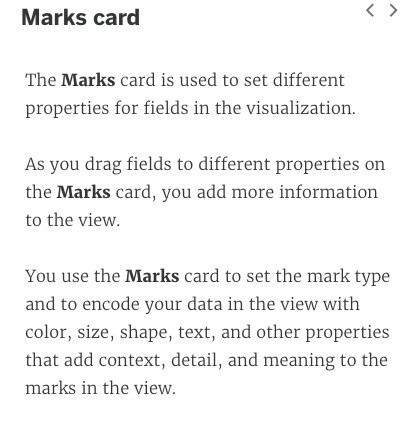 Marks card
The Marks card is used to set different
properties for fields in the visualization.
As you drag fields to different properties on
the Marks card, you add more information
to the view.
You use the Marks card to set the mark type
and to encode your data in the view with
color, size, shape, text, and other properties
that add context, detail, and meaning to the
marks in the view.